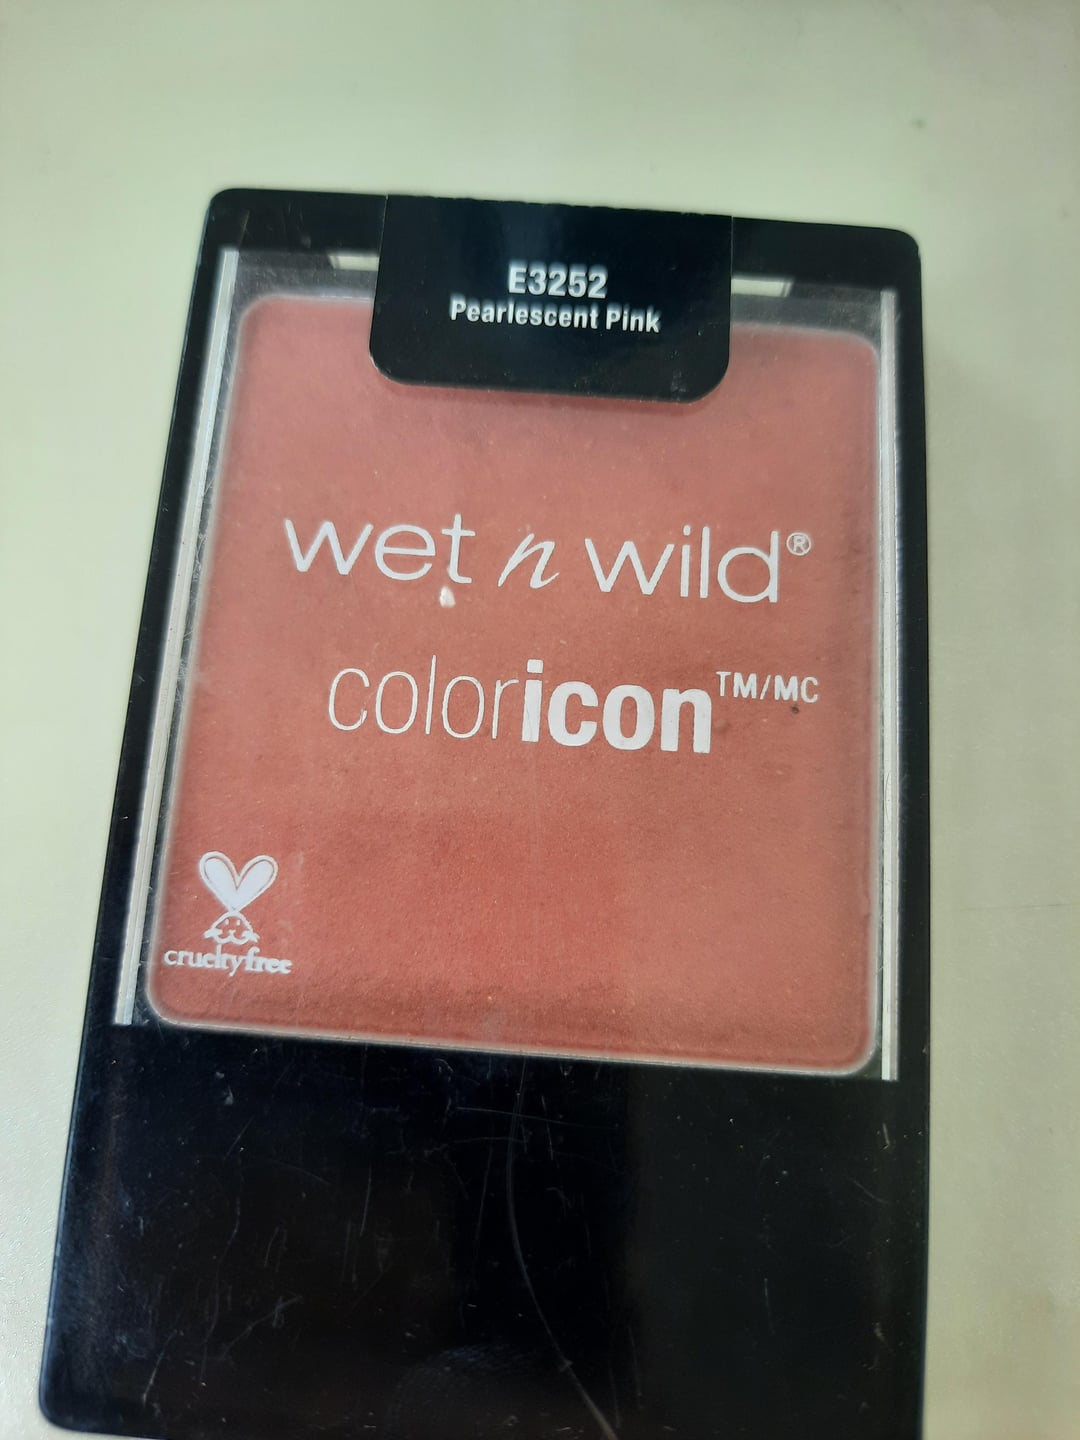 E3252
Pearlescent Pink
wet n wild®
coloricon™/MC
crueltyfree